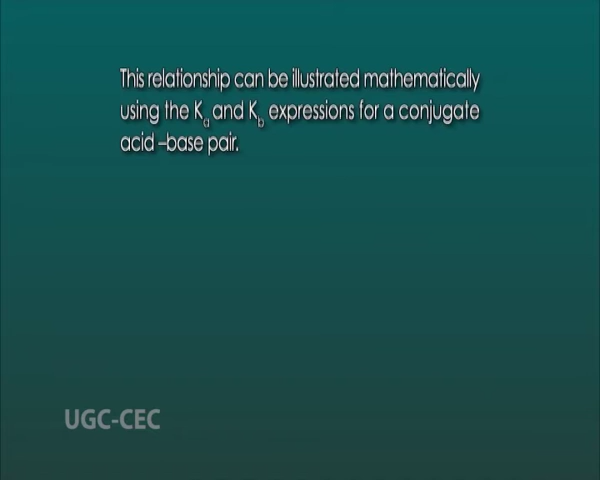 This relationship can be illustrated mathematically
using the Ka and Kb expressions for a conjugate
acid –base pair.
UGC-CEC